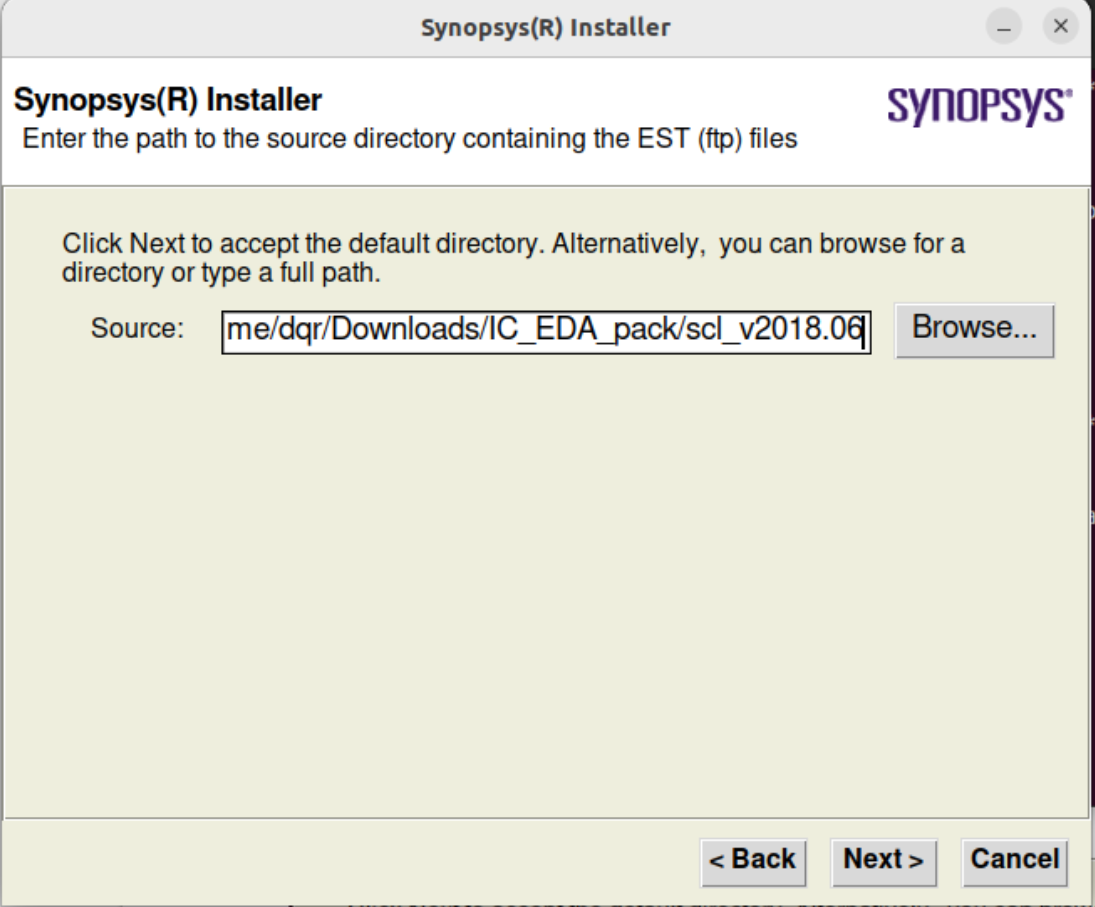 Synopsys(R) Installer
Synopsys(R) Installer
SYNOPSYS®
Enter the path to the source directory containing the EST (ftp) files
Click Next to accept the default directory. Alternatively,  you can browse for a
directory or type a full path.
Source: me/dqr/Downloads/IC_EDA_pack/scl_v2018.06 Browse...
< Back Next > Cancel